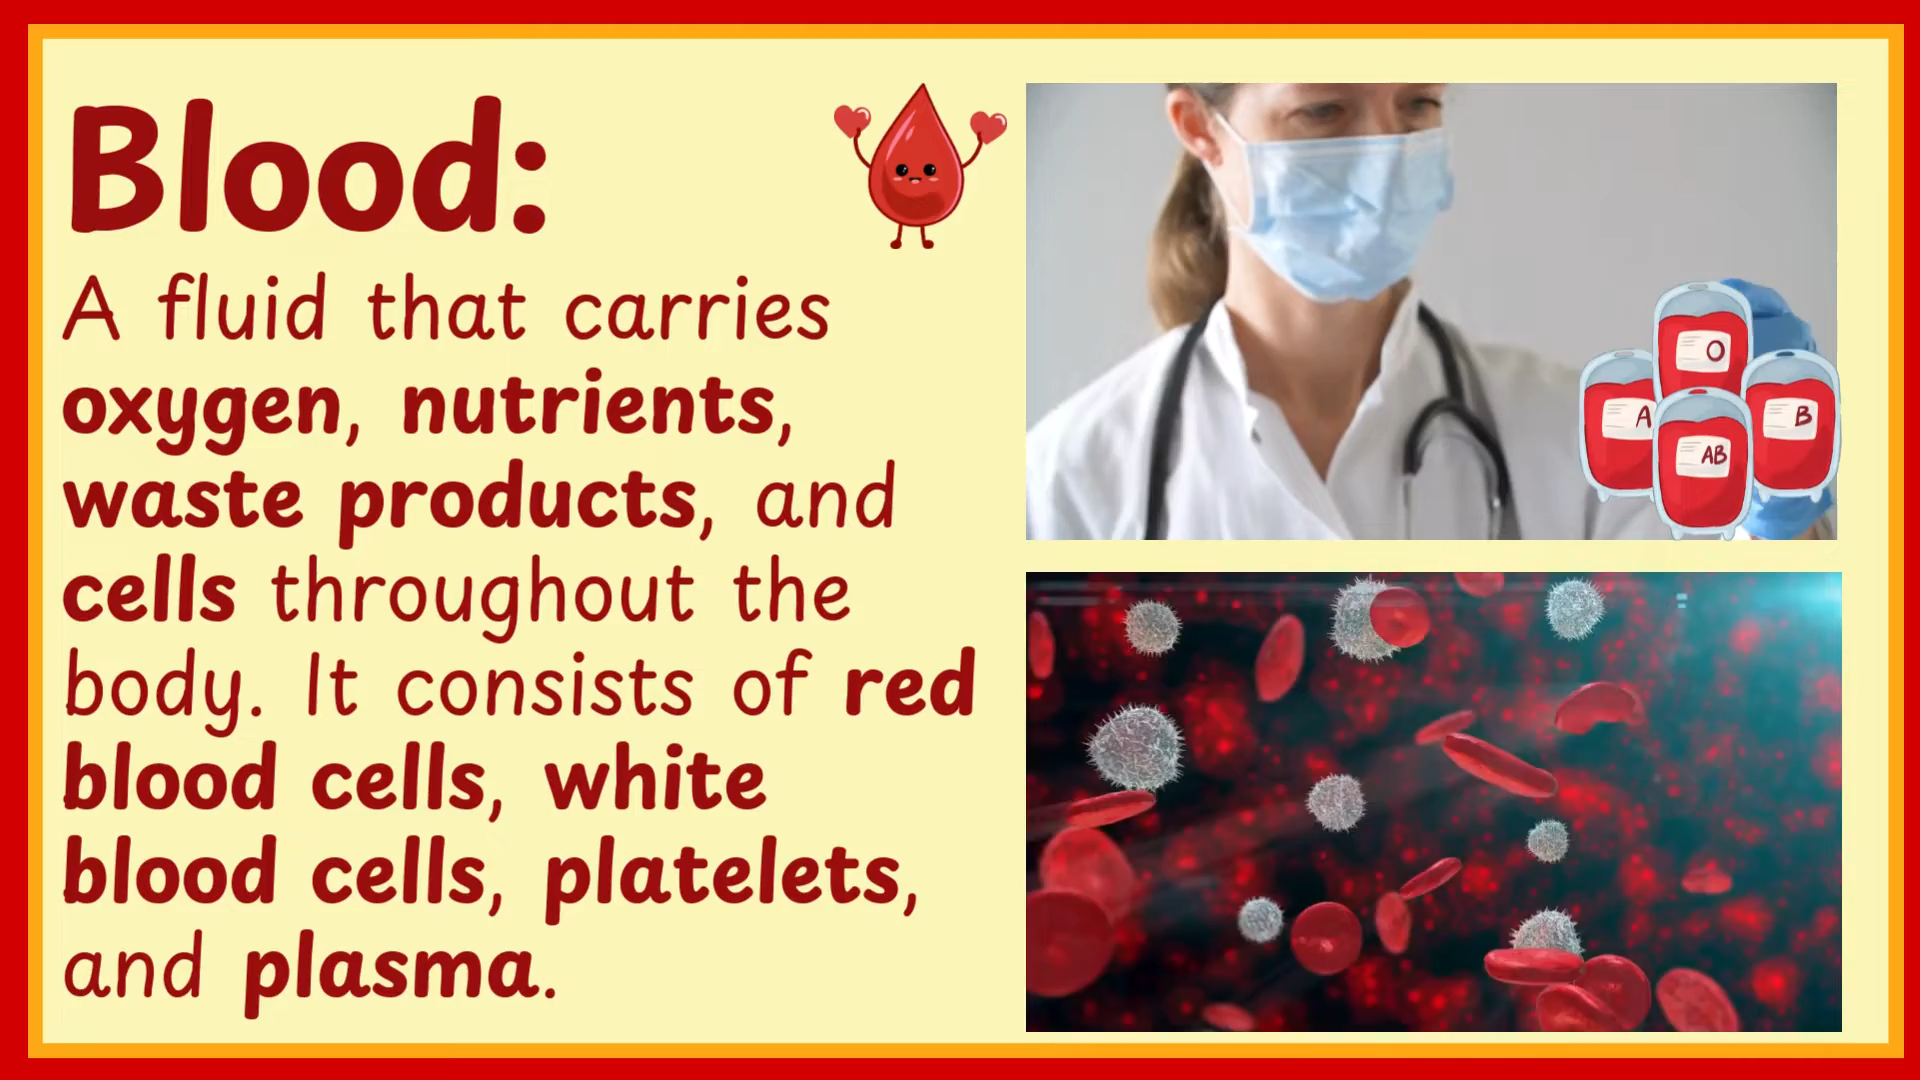 Blood:
A fluid that carries
oxygen, nutrients,
waste products, and
cells throughout the
body. It consists of red
blood cells, white
blood cells, platelets,
and plasma.
O
A
B
AB